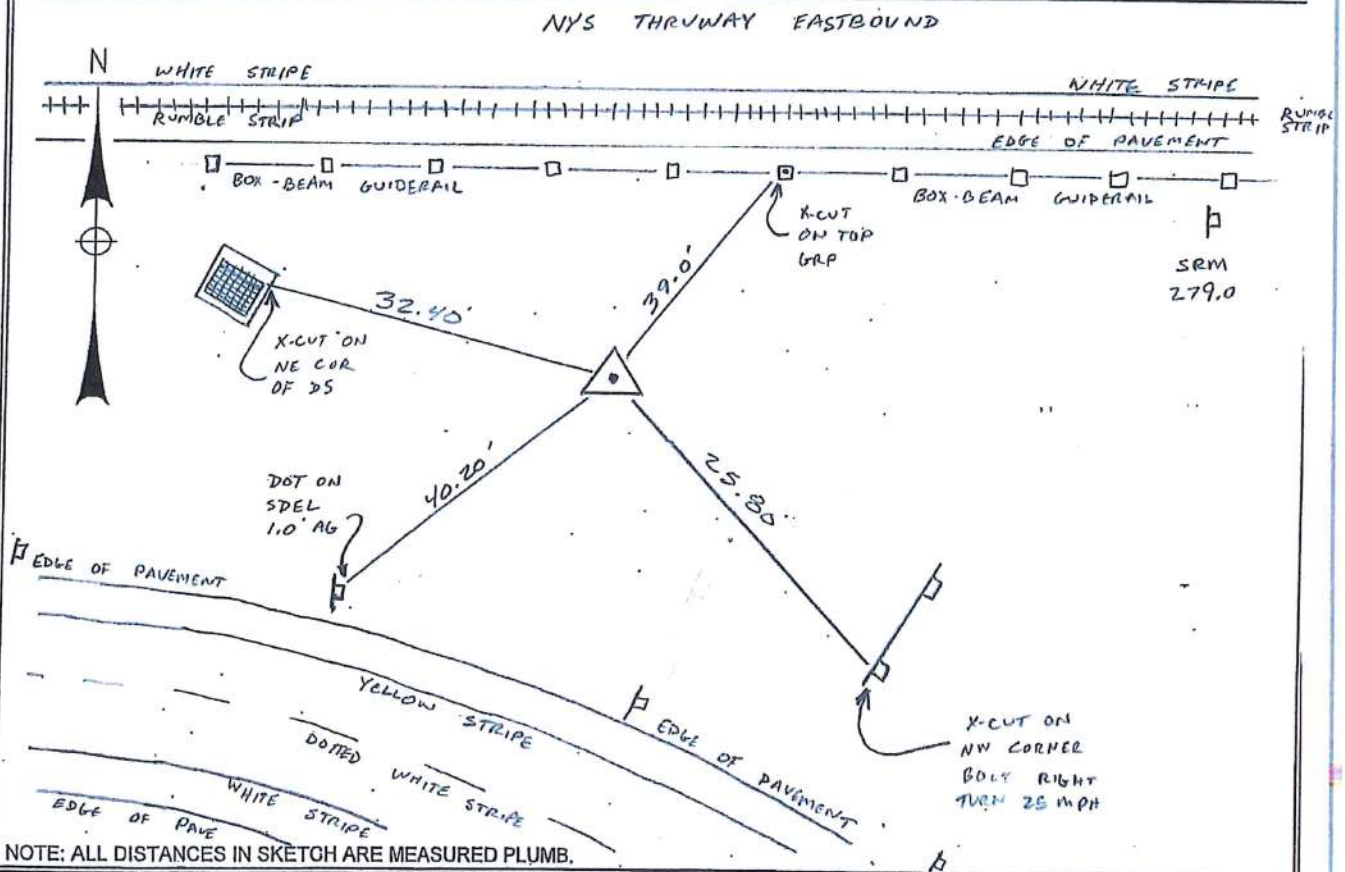 NYS THRUWAY EASTBOUND
N
WHITE STRIPE
WHITE STRIPE
RUMBLE STRIP
RUMBL
STRIP
EDGE OF PAVEMENT
BOX-BEAM GUIDERAIL
BOX-BEAM GUIDERAIL
X-CUT
ON TOP
GRP
SRM
279.0
39.0'
32.40'
X-CUT ON
NE COR
OF DS
40.20'
25.80'
DOT ON
SDEL
1.0' AG
EDGE OF PAVEMENT
YELLOW STRIPE
EDGE OF PAVEMENT
DOTTED WHITE STRIPE
WHITE STRIPE
EDGE OF PAVE
X-CUT ON
NW CORNER
BOLT RIGHT
TURN 25 MPH
NOTE: ALL DISTANCES IN SKETCH ARE MEASURED PLUMB.